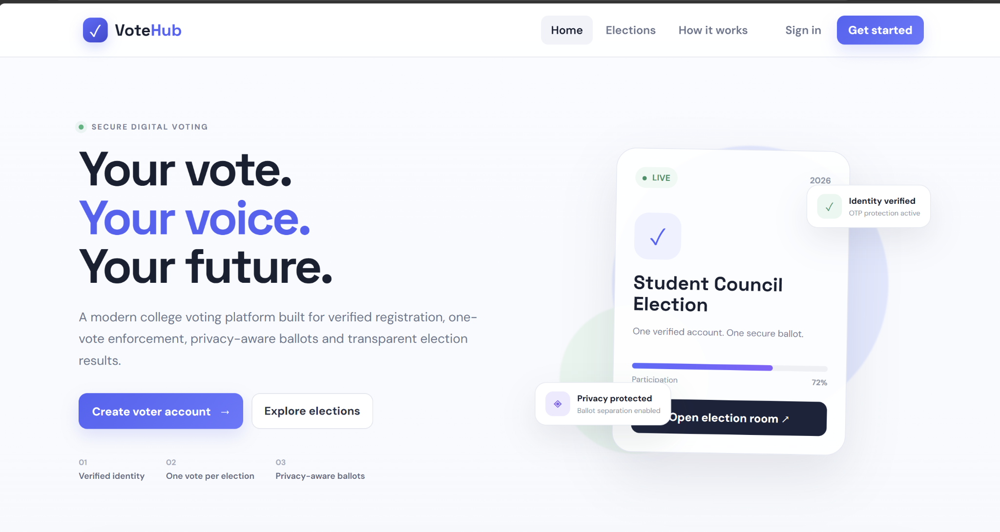 VoteHub
Home
Elections
How it works
Sign in
Get started
SECURE DIGITAL VOTING
Your vote.
Your voice.
Your future.
A modern college voting platform built for verified registration, one-
vote enforcement, privacy-aware ballots and transparent election
results.
Create voter account →
Explore elections
01
Verified identity
02
One vote per election
03
Privacy-aware ballots
LIVE
2026
Identity verified
OTP protection active
Student Council
Election
One verified account. One secure ballot.
Participation
72%
Privacy protected
Ballot separation enabled
Open election room ↗